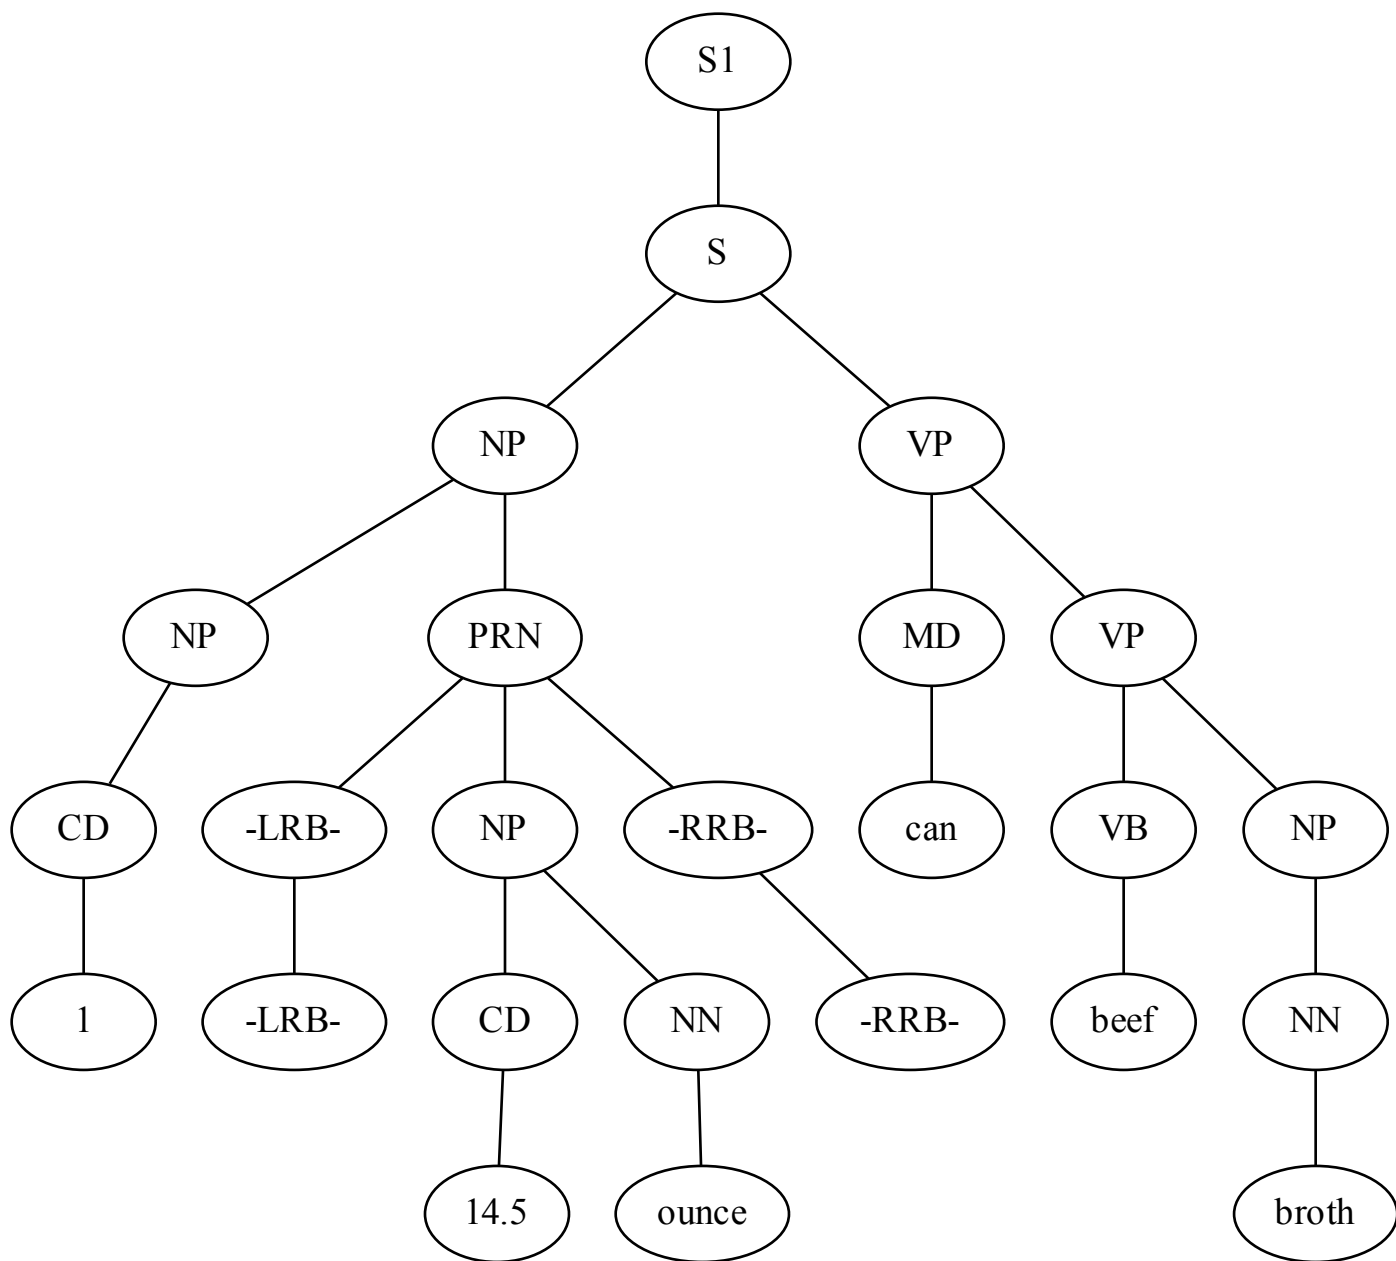 S1
S
NP VP
NP PRN MD VP
CD -LRB- NP -RRB- can VB NP
1 -LRB- CD NN -RRB- beef NN
14.5 ounce broth